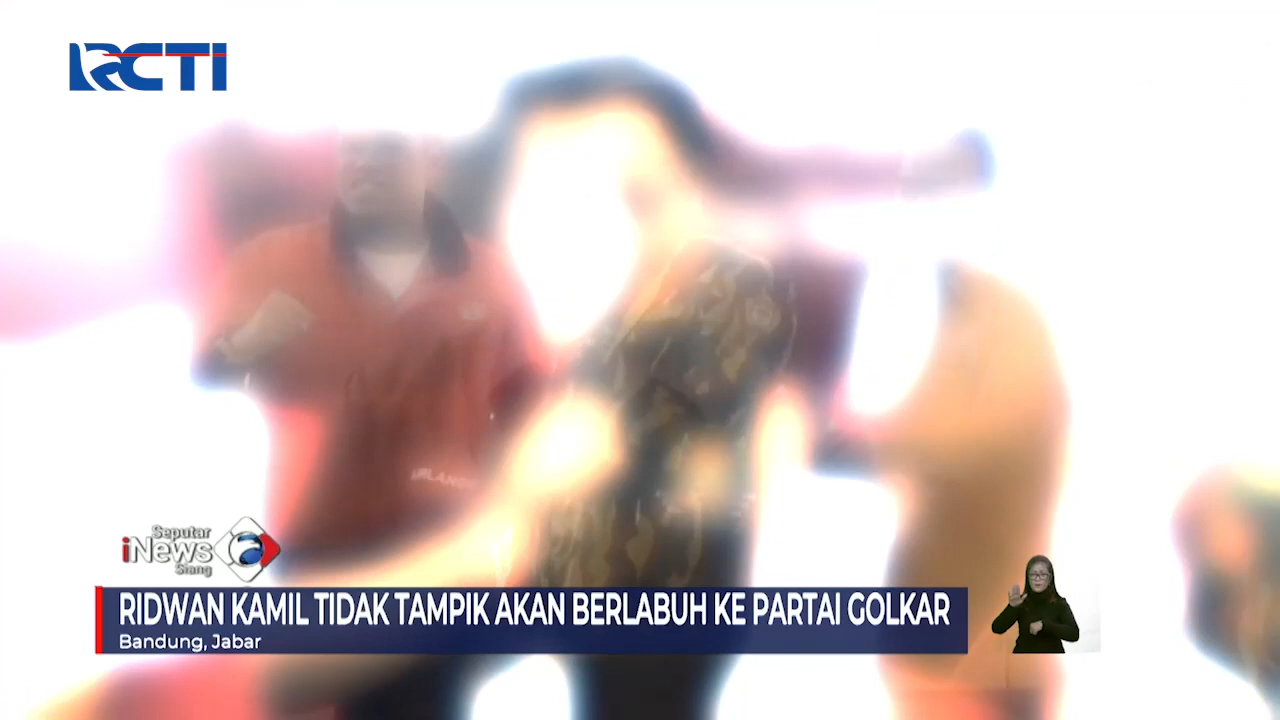 RCTI
Seputar
iNews
Siang
RIDWAN KAMIL TIDAK TAMPIK AKAN BERLABUH KE PARTAI GOLKAR
Bandung, Jabar